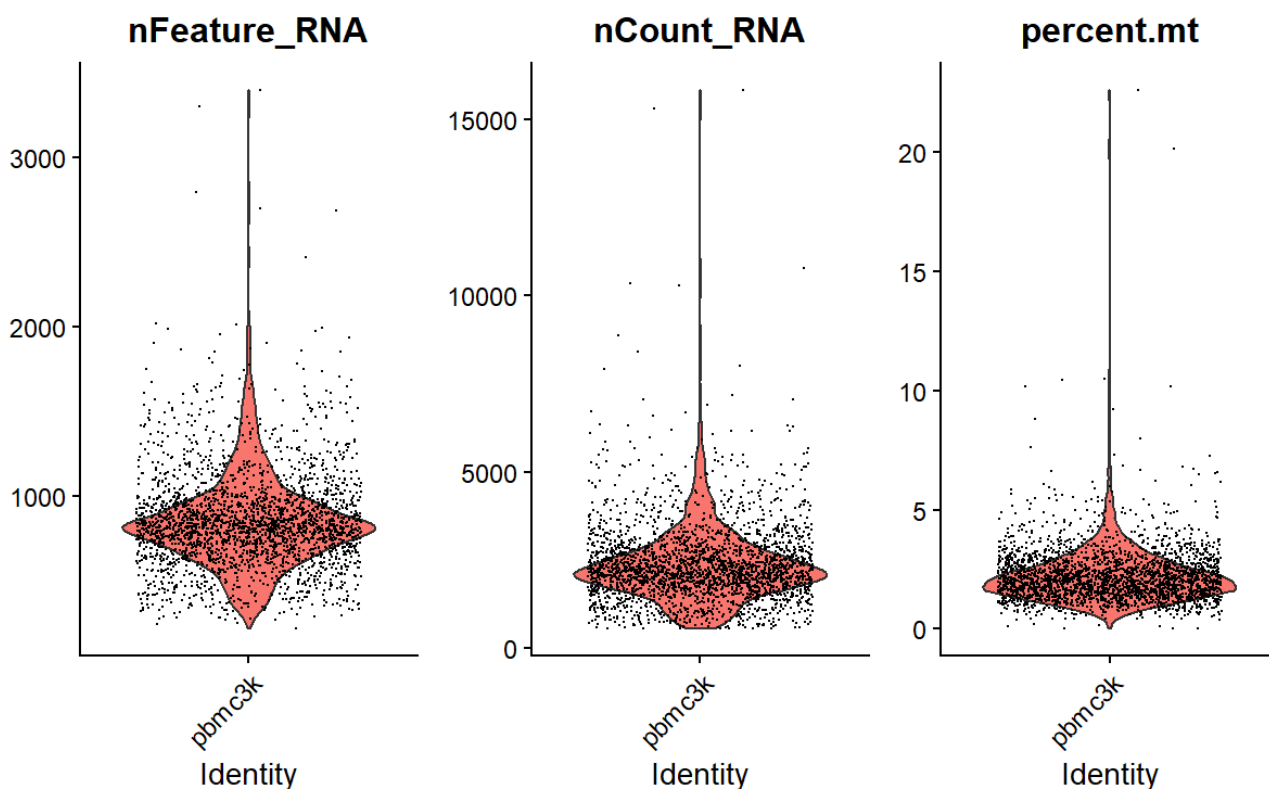 nFeature_RNA
3000
2000
1000
pbmc3k
Identity
nCount_RNA
15000
10000
5000
0
pbmc3k
Identity
percent.mt
20
15
10
5
0
pbmc3k
Identity